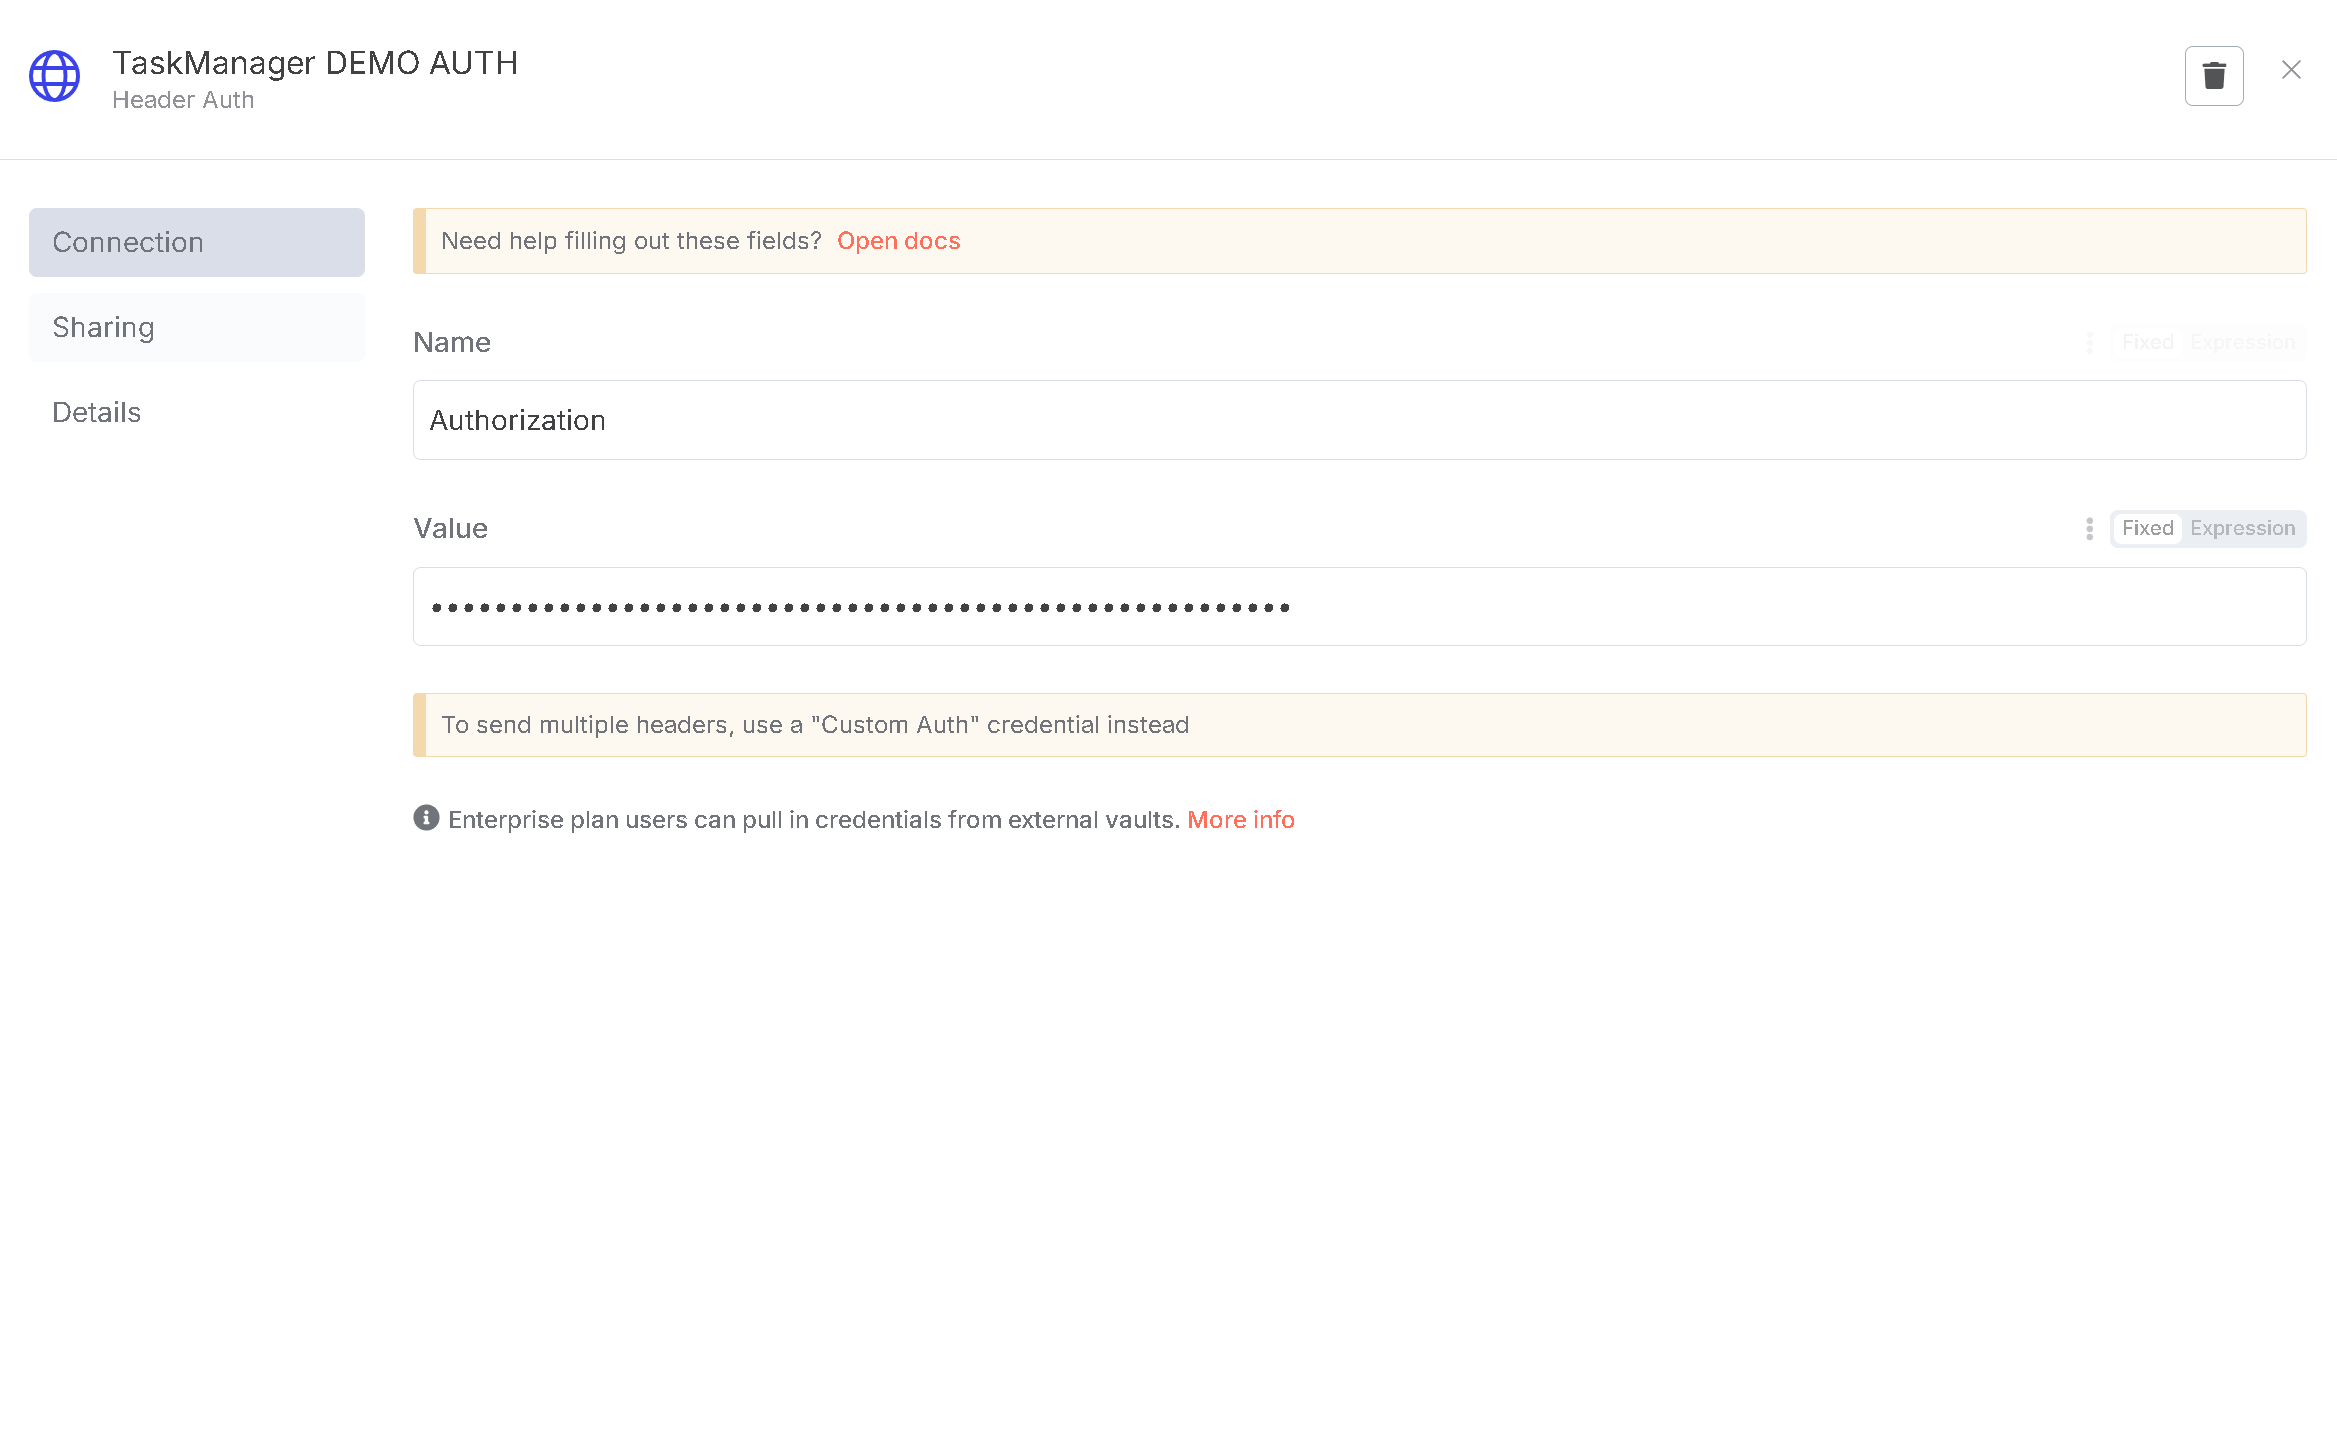 TaskManager DEMO AUTH
Header Auth
Connection
Sharing
Details
Need help filling out these fields? Open docs
Name
Fixed Expression
Authorization
Value
Fixed Expression
••••••••••••••••••••••••••••••••••••••••••••••••••••••
To send multiple headers, use a "Custom Auth" credential instead
Enterprise plan users can pull in credentials from external vaults. More info